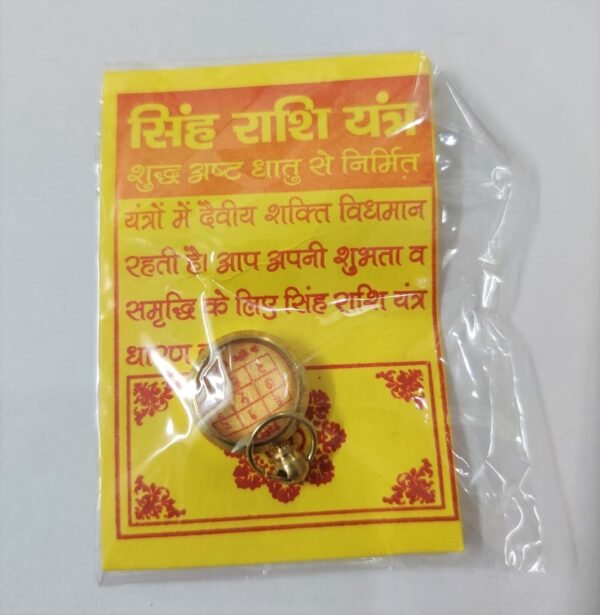 सिंह राशि यंत्र
शुद्ध अष्ट धातु से निर्मित
यंत्रों में दैवीय शक्ति विधमान
रहती है। आप अपनी शुभता व
समृद्धि के लिए सिंह राशि यंत्र
धारण